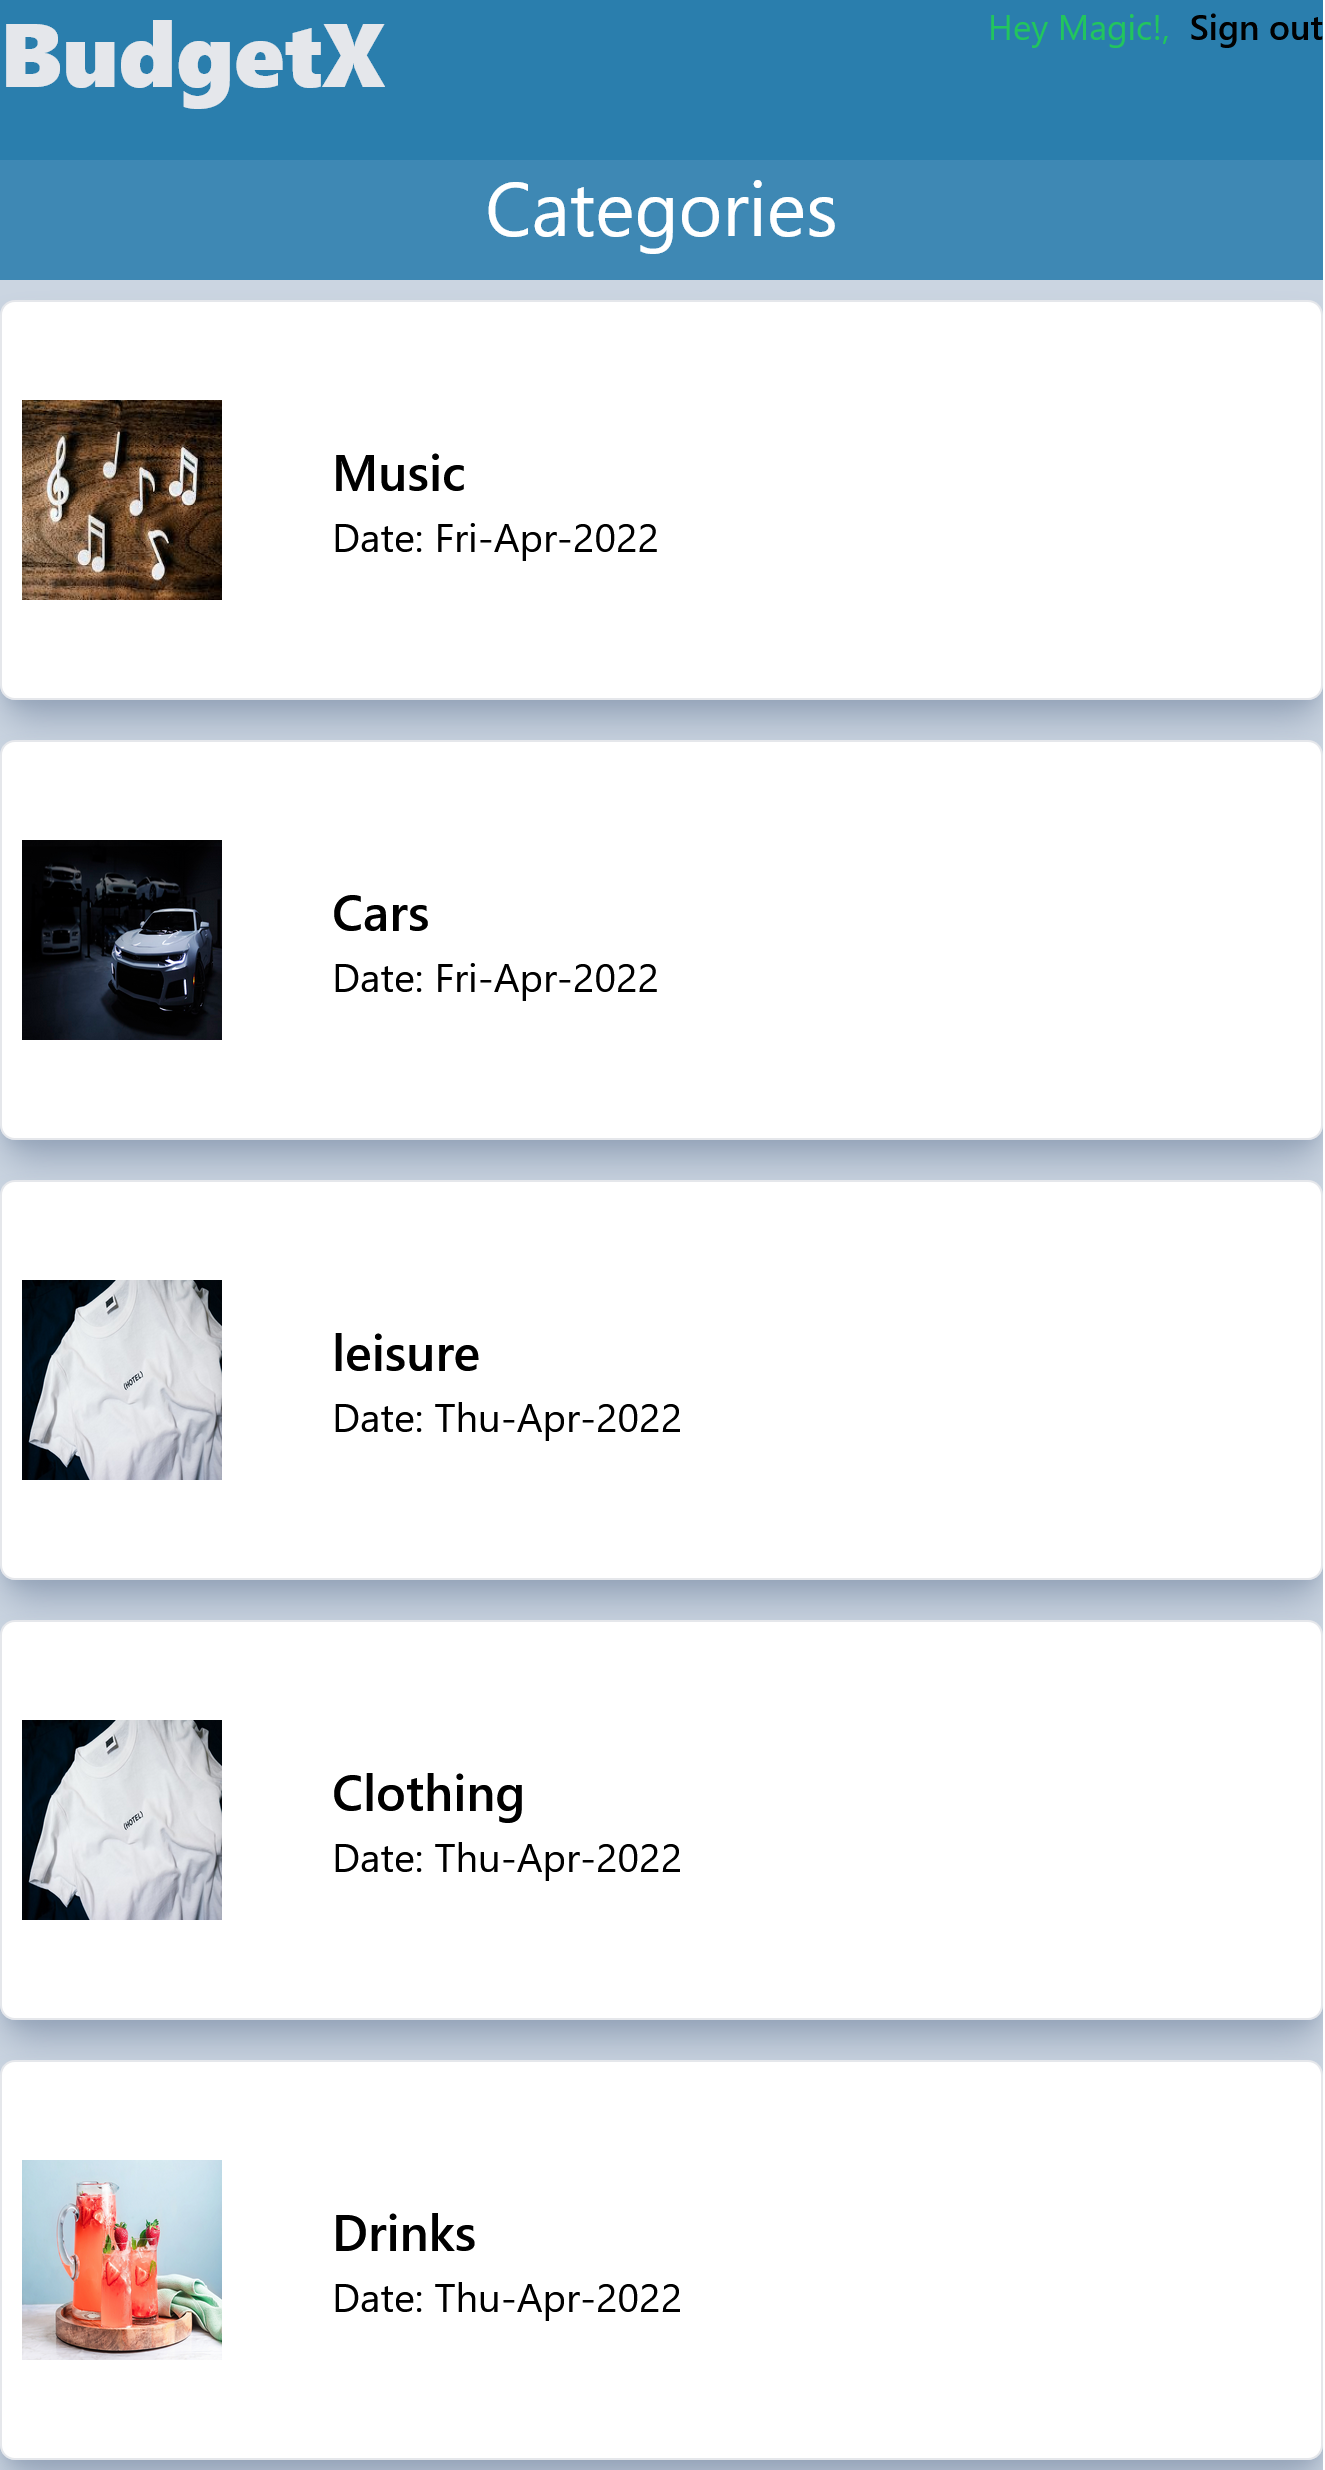 BudgetX
Hey Magic!, Sign out
Categories
Music
Date: Fri-Apr-2022
Cars
Date: Fri-Apr-2022
(HOTEL)
leisure
Date: Thu-Apr-2022
(HOTEL)
Clothing
Date: Thu-Apr-2022
Drinks
Date: Thu-Apr-2022